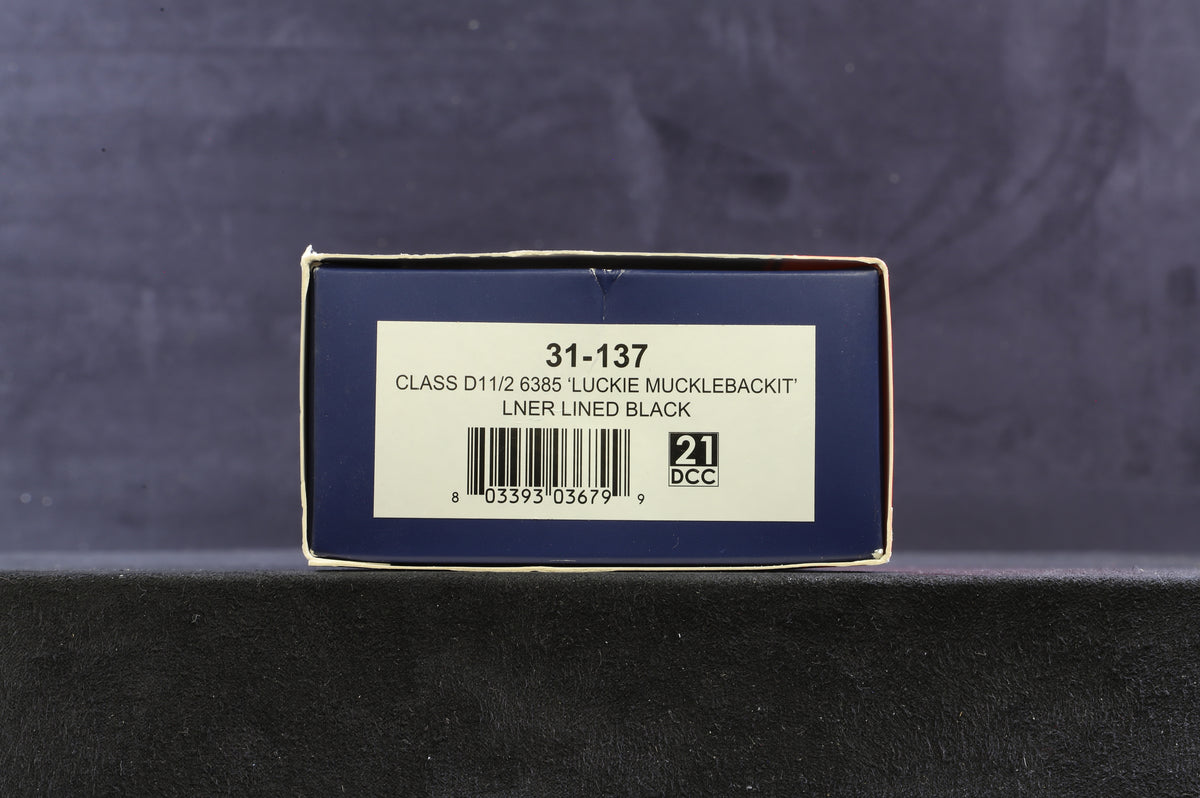 31-137
CLASS D11/2 6385 ‘LUCKIE MUCKLEBACKIT’
LNER LINED BLACK
21
DCC
8 03393 03679 9